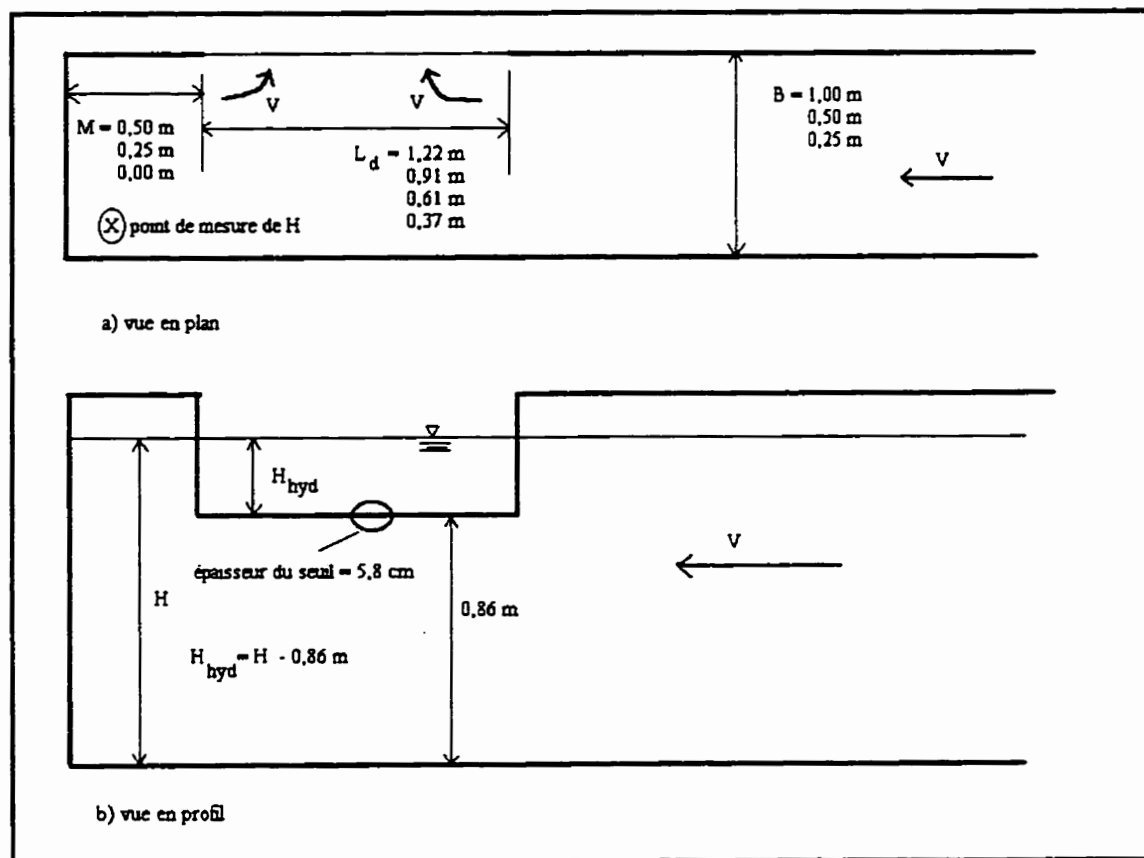 V
V
B = 1,00 m
0,50 m
0,25 m
M = 0,50 m
0,25 m
0,00 m
L_d = 1,22 m
0,91 m
0,61 m
0,37 m
V
X point de mesure de H
a) vue en plan
H_hyd
V
épaisseur du seuil = 5,8 cm
H
0,86 m
H_hyd = H - 0,86 m
b) vue en profil